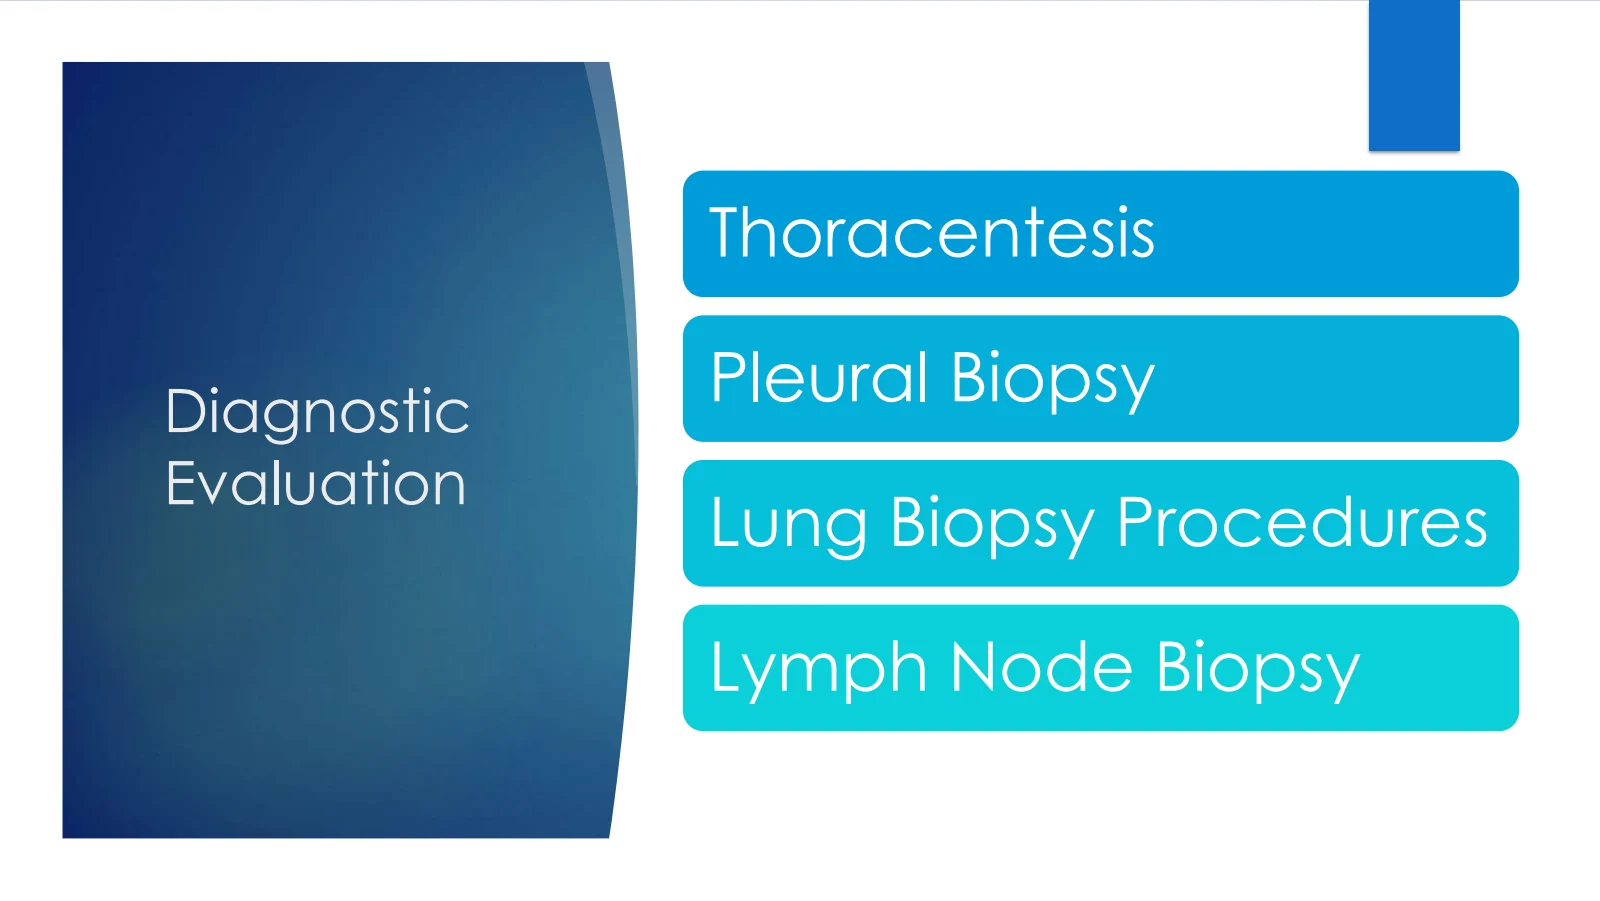 Diagnostic
Evaluation
Thoracentesis
Pleural Biopsy
Lung Biopsy Procedures
Lymph Node Biopsy